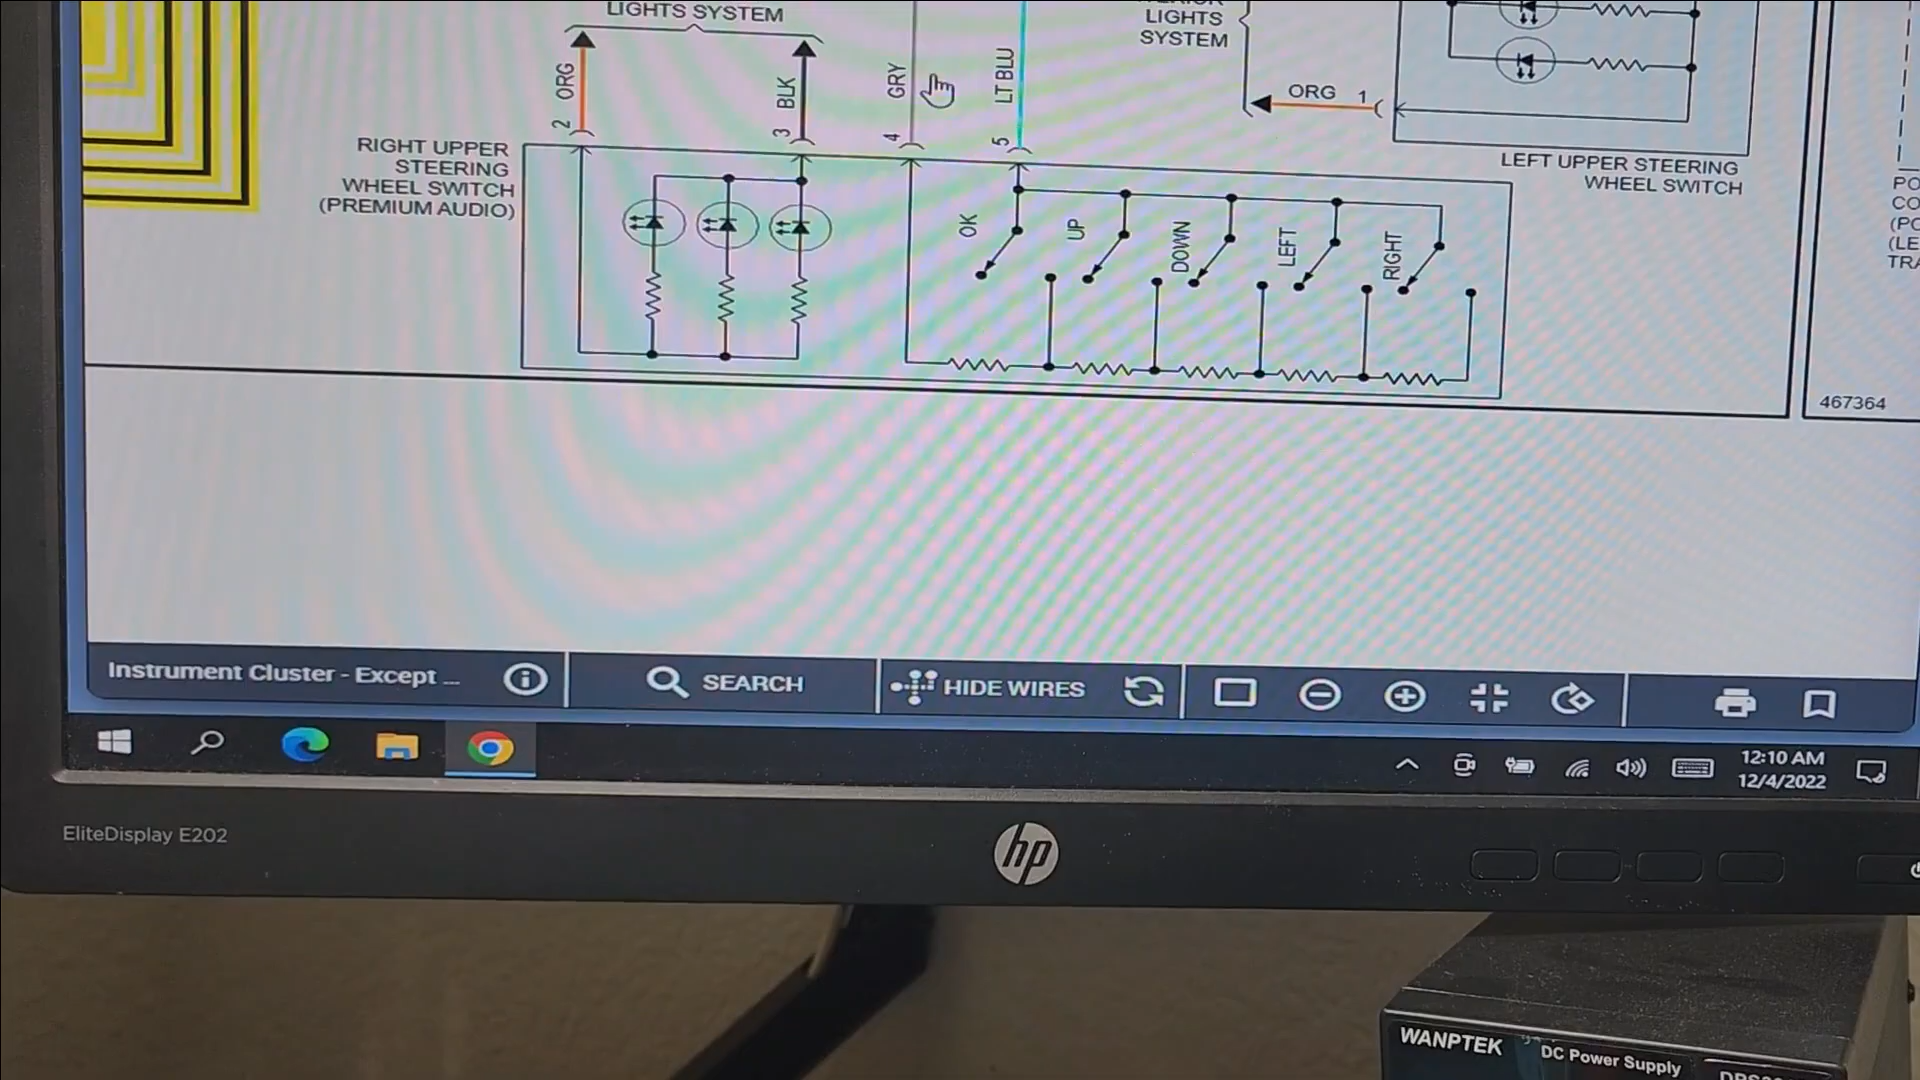 LIGHTS SYSTEM
LIGHTS
SYSTEM
ORG
BLK
GRY
LT BLU
2
3
4
5
ORG 1
RIGHT UPPER
STEERING
WHEEL SWITCH
(PREMIUM AUDIO)
LEFT UPPER STEERING
WHEEL SWITCH
OK
UP
DOWN
LEFT
RIGHT
467364
Instrument Cluster - Except ...
SEARCH
HIDE WIRES
12:10 AM
12/4/2022
EliteDisplay E202
hp
WANPTEK
DC Power Supply